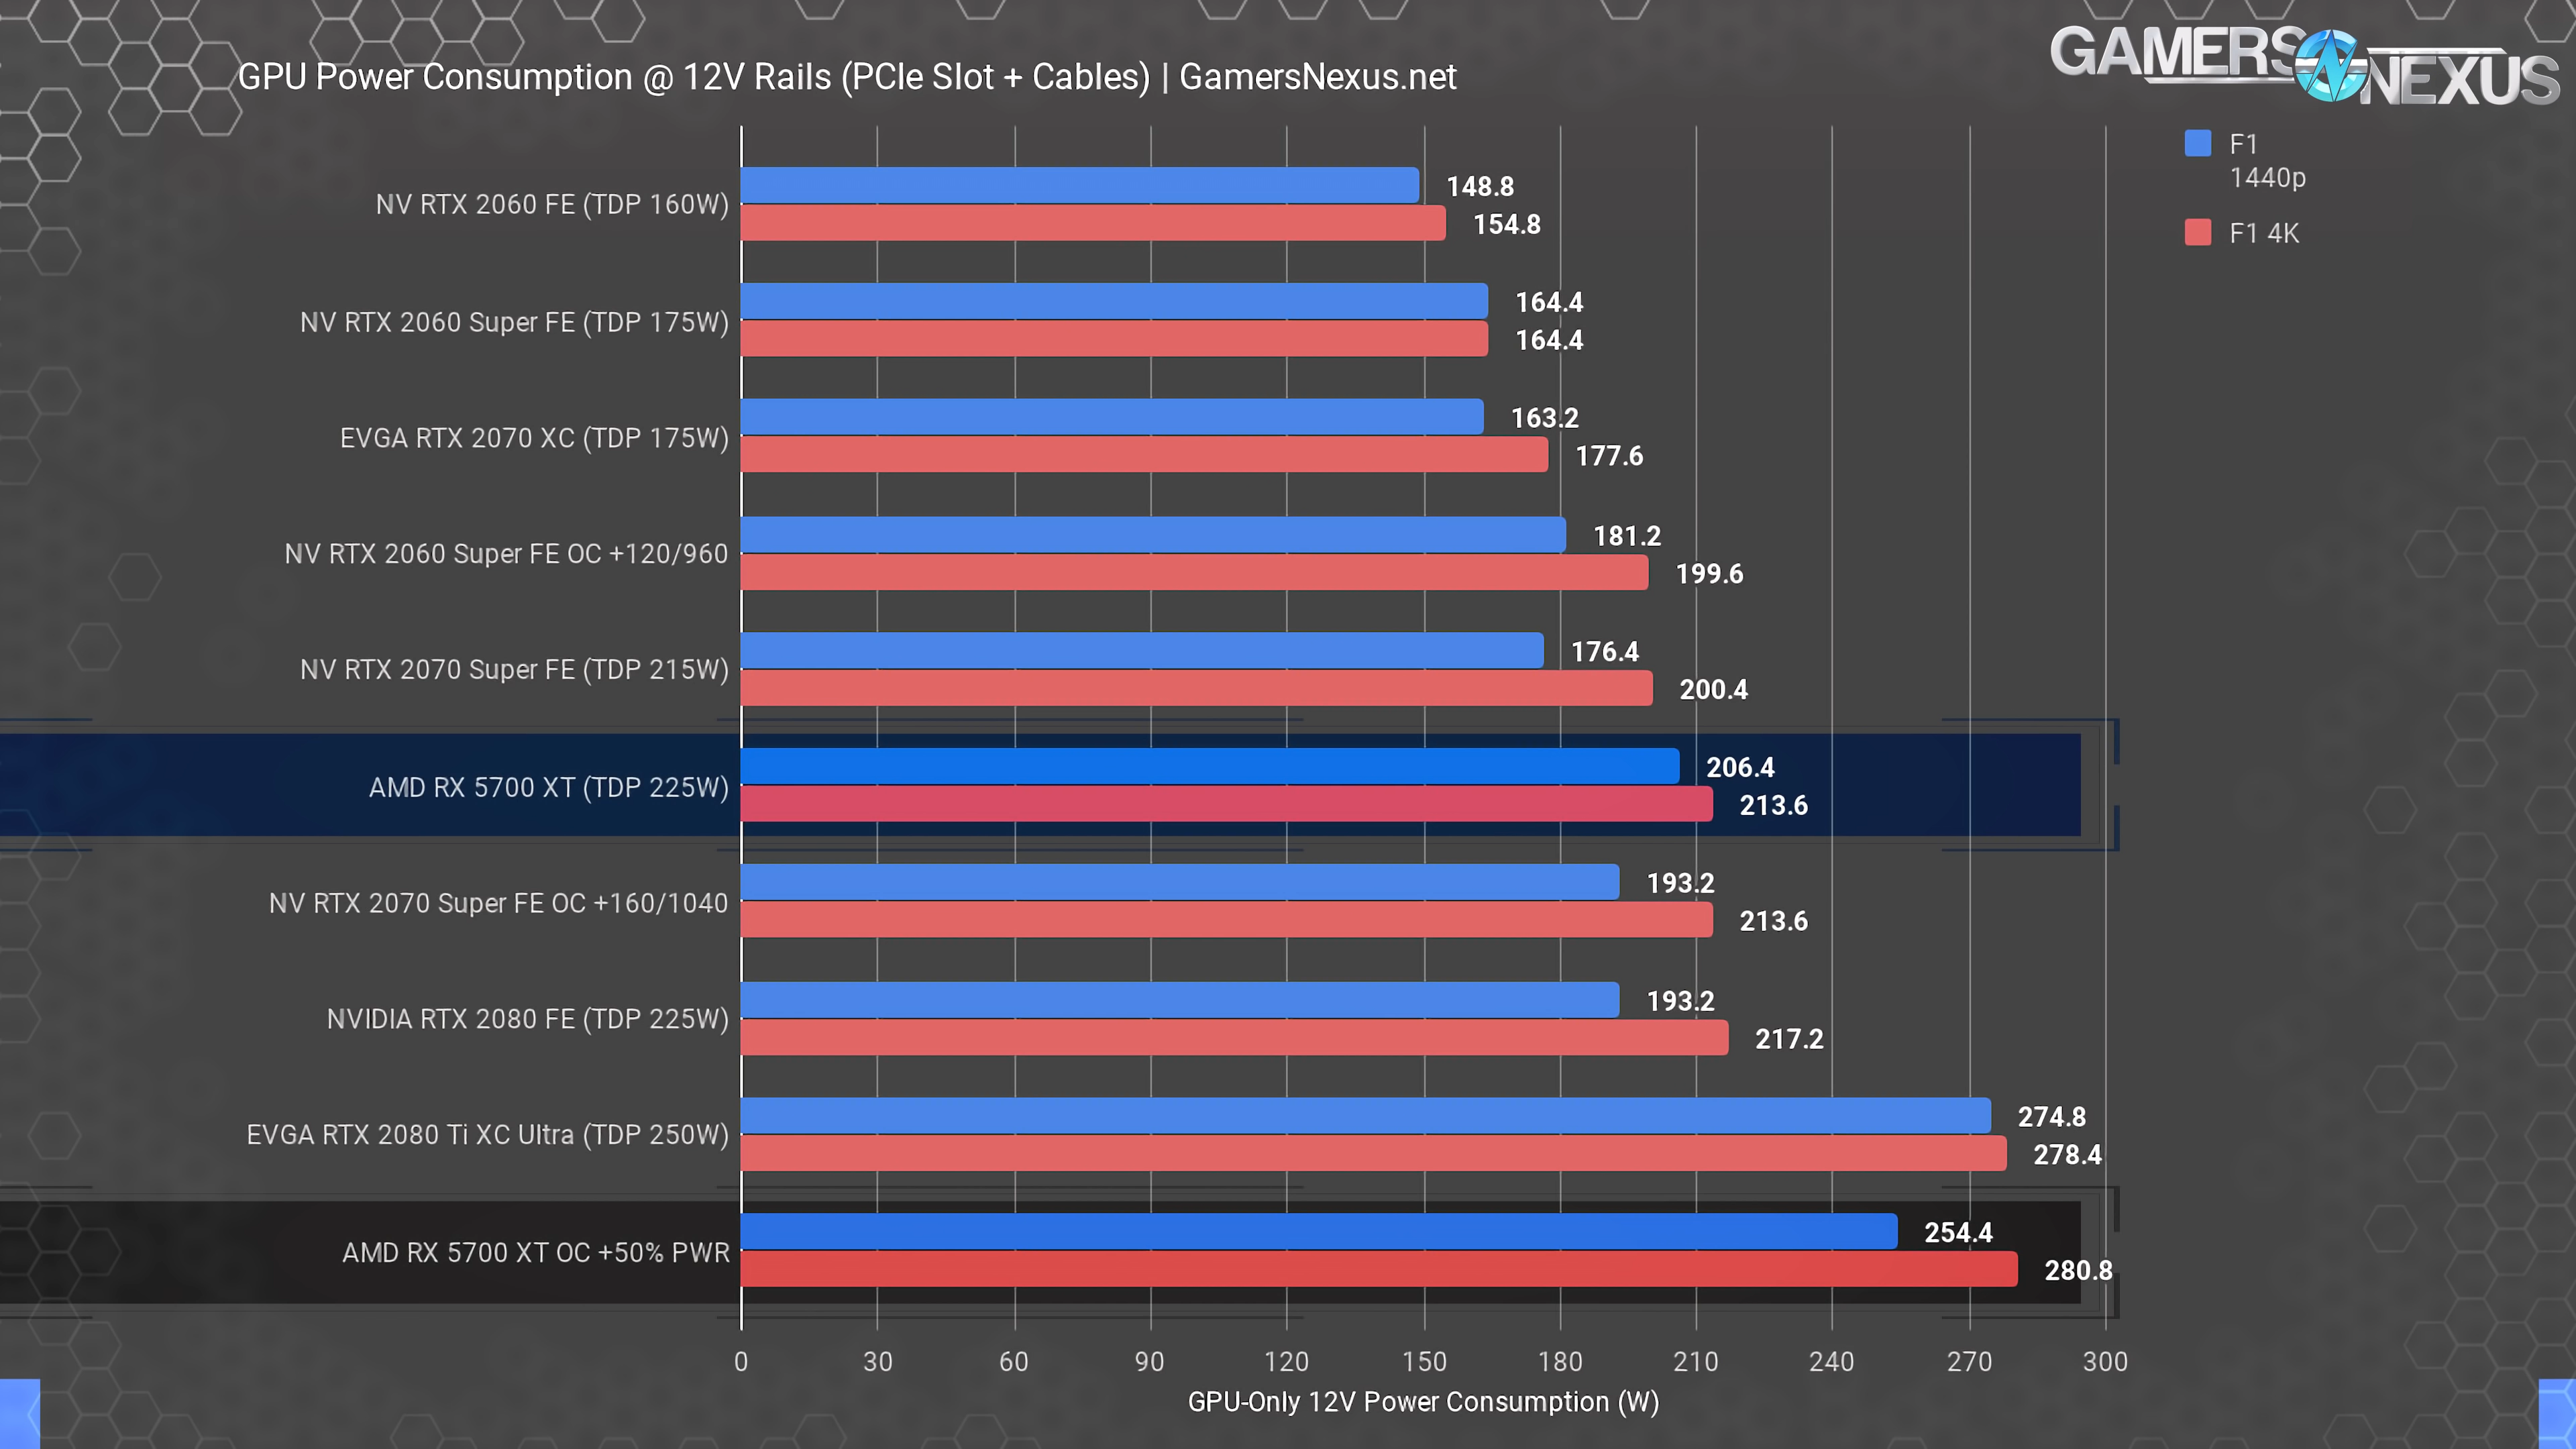 GPU Power Consumption @ 12V Rails (PCIe Slot + Cables) | GamersNexus.net
GAMERS NEXUS
F1
1440p
F1 4K
NV RTX 2060 FE (TDP 160W)
148.8
154.8
NV RTX 2060 Super FE (TDP 175W)
164.4
164.4
EVGA RTX 2070 XC (TDP 175W)
163.2
177.6
NV RTX 2060 Super FE OC +120/960
181.2
199.6
NV RTX 2070 Super FE (TDP 215W)
176.4
200.4
AMD RX 5700 XT (TDP 225W)
206.4
213.6
NV RTX 2070 Super FE OC +160/1040
193.2
213.6
NVIDIA RTX 2080 FE (TDP 225W)
193.2
217.2
EVGA RTX 2080 Ti XC Ultra (TDP 250W)
274.8
278.4
AMD RX 5700 XT OC +50% PWR
254.4
280.8
0 30 60 90 120 150 180 210 240 270 300
GPU-Only 12V Power Consumption (W)